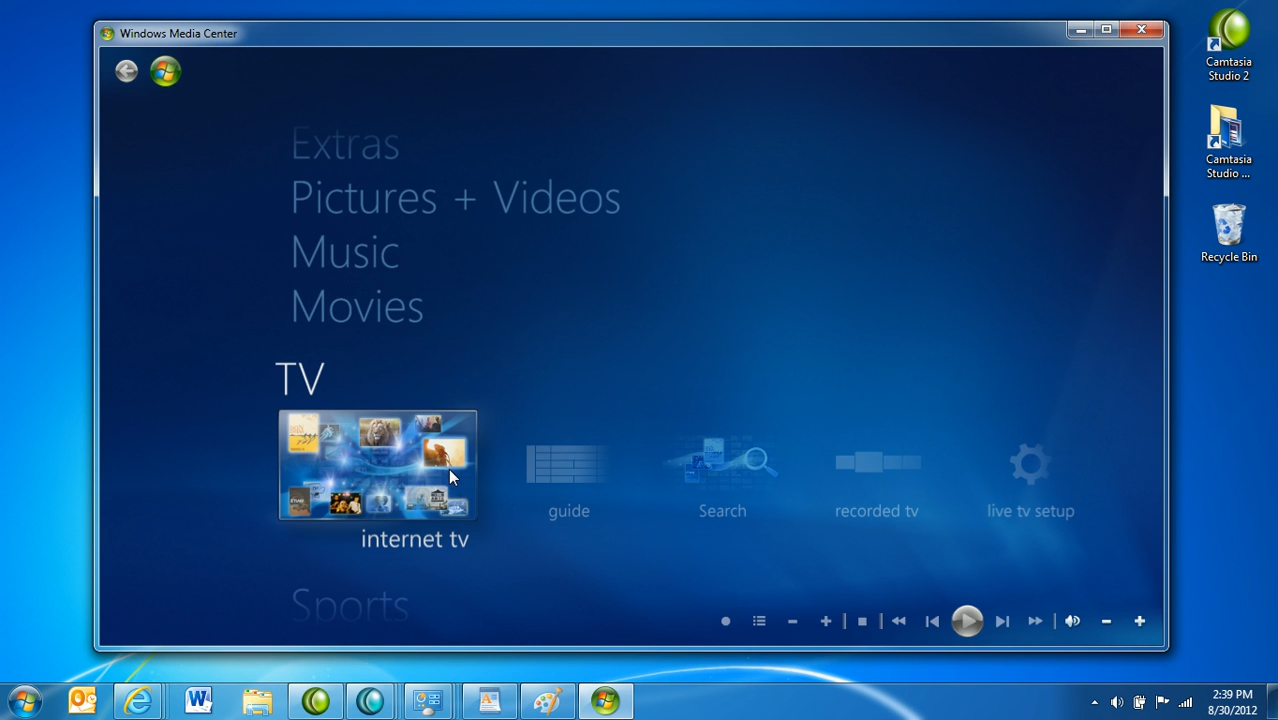 Windows Media Center
Camtasia
Studio 2
Extras
Camtasia
Studio ...
Pictures + Videos
Recycle Bin
Music
Movies
TV
internet tv
guide
Search
recorded tv
live tv setup
Sports
2:39 PM
8/30/2012